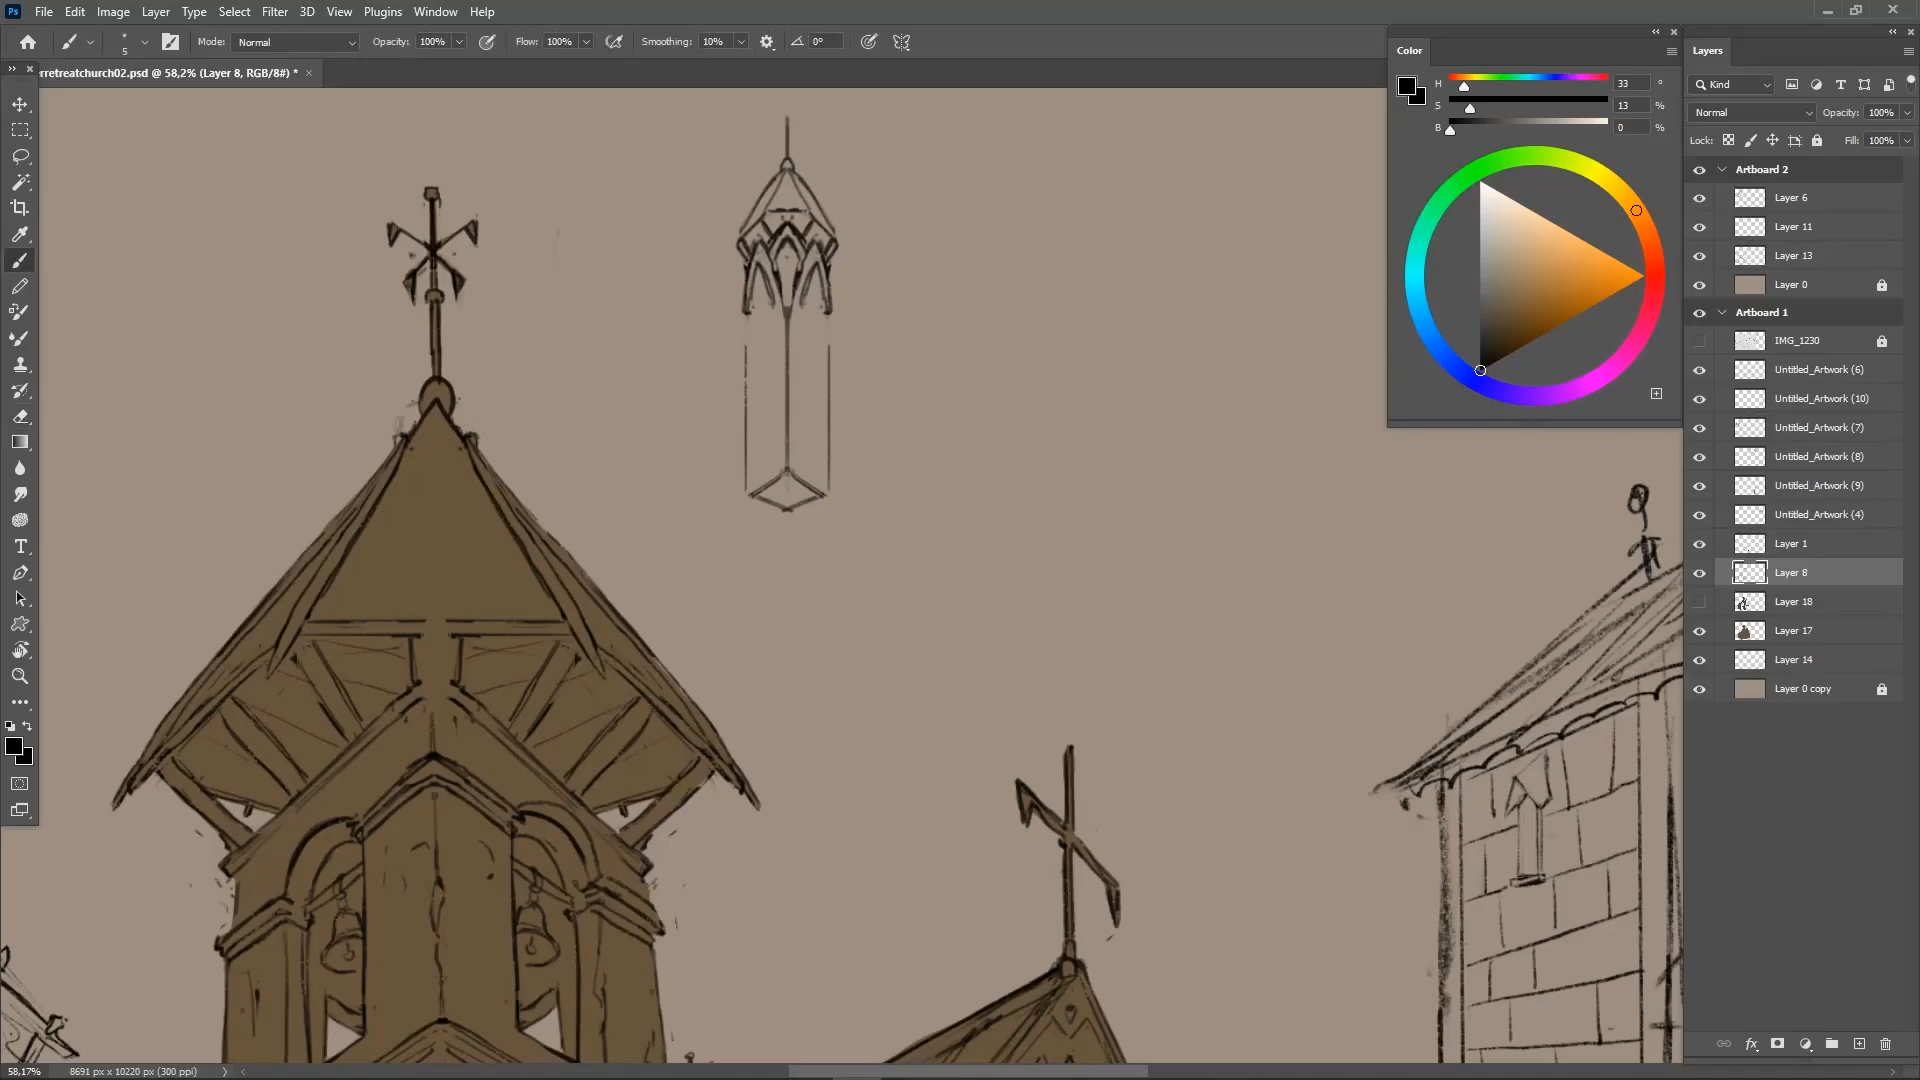 Ps File Edit Image Layer Type Select Filter 3D View Plugins Window Help
5 Mode: Normal Opacity: 100% Flow: 100% Smoothing: 10% 0°
rretreatchurch02.psd @ 58,2% (Layer 8, RGB/8#) * ×
Color
H 33 °
S 13 %
B 0 %
Layers
Kind
Normal Opacity: 100%
Lock: Fill: 100%
Artboard 2
Layer 6
Layer 11
Layer 13
Layer 0
Artboard 1
IMG_1230
Untitled_Artwork (6)
Untitled_Artwork (10)
Untitled_Artwork (7)
Untitled_Artwork (8)
Untitled_Artwork (9)
Untitled_Artwork (4)
Layer 1
Layer 8
Layer 18
Layer 17
Layer 14
Layer 0 copy
fx
58,17% 8691 px x 10220 px (300 ppi)